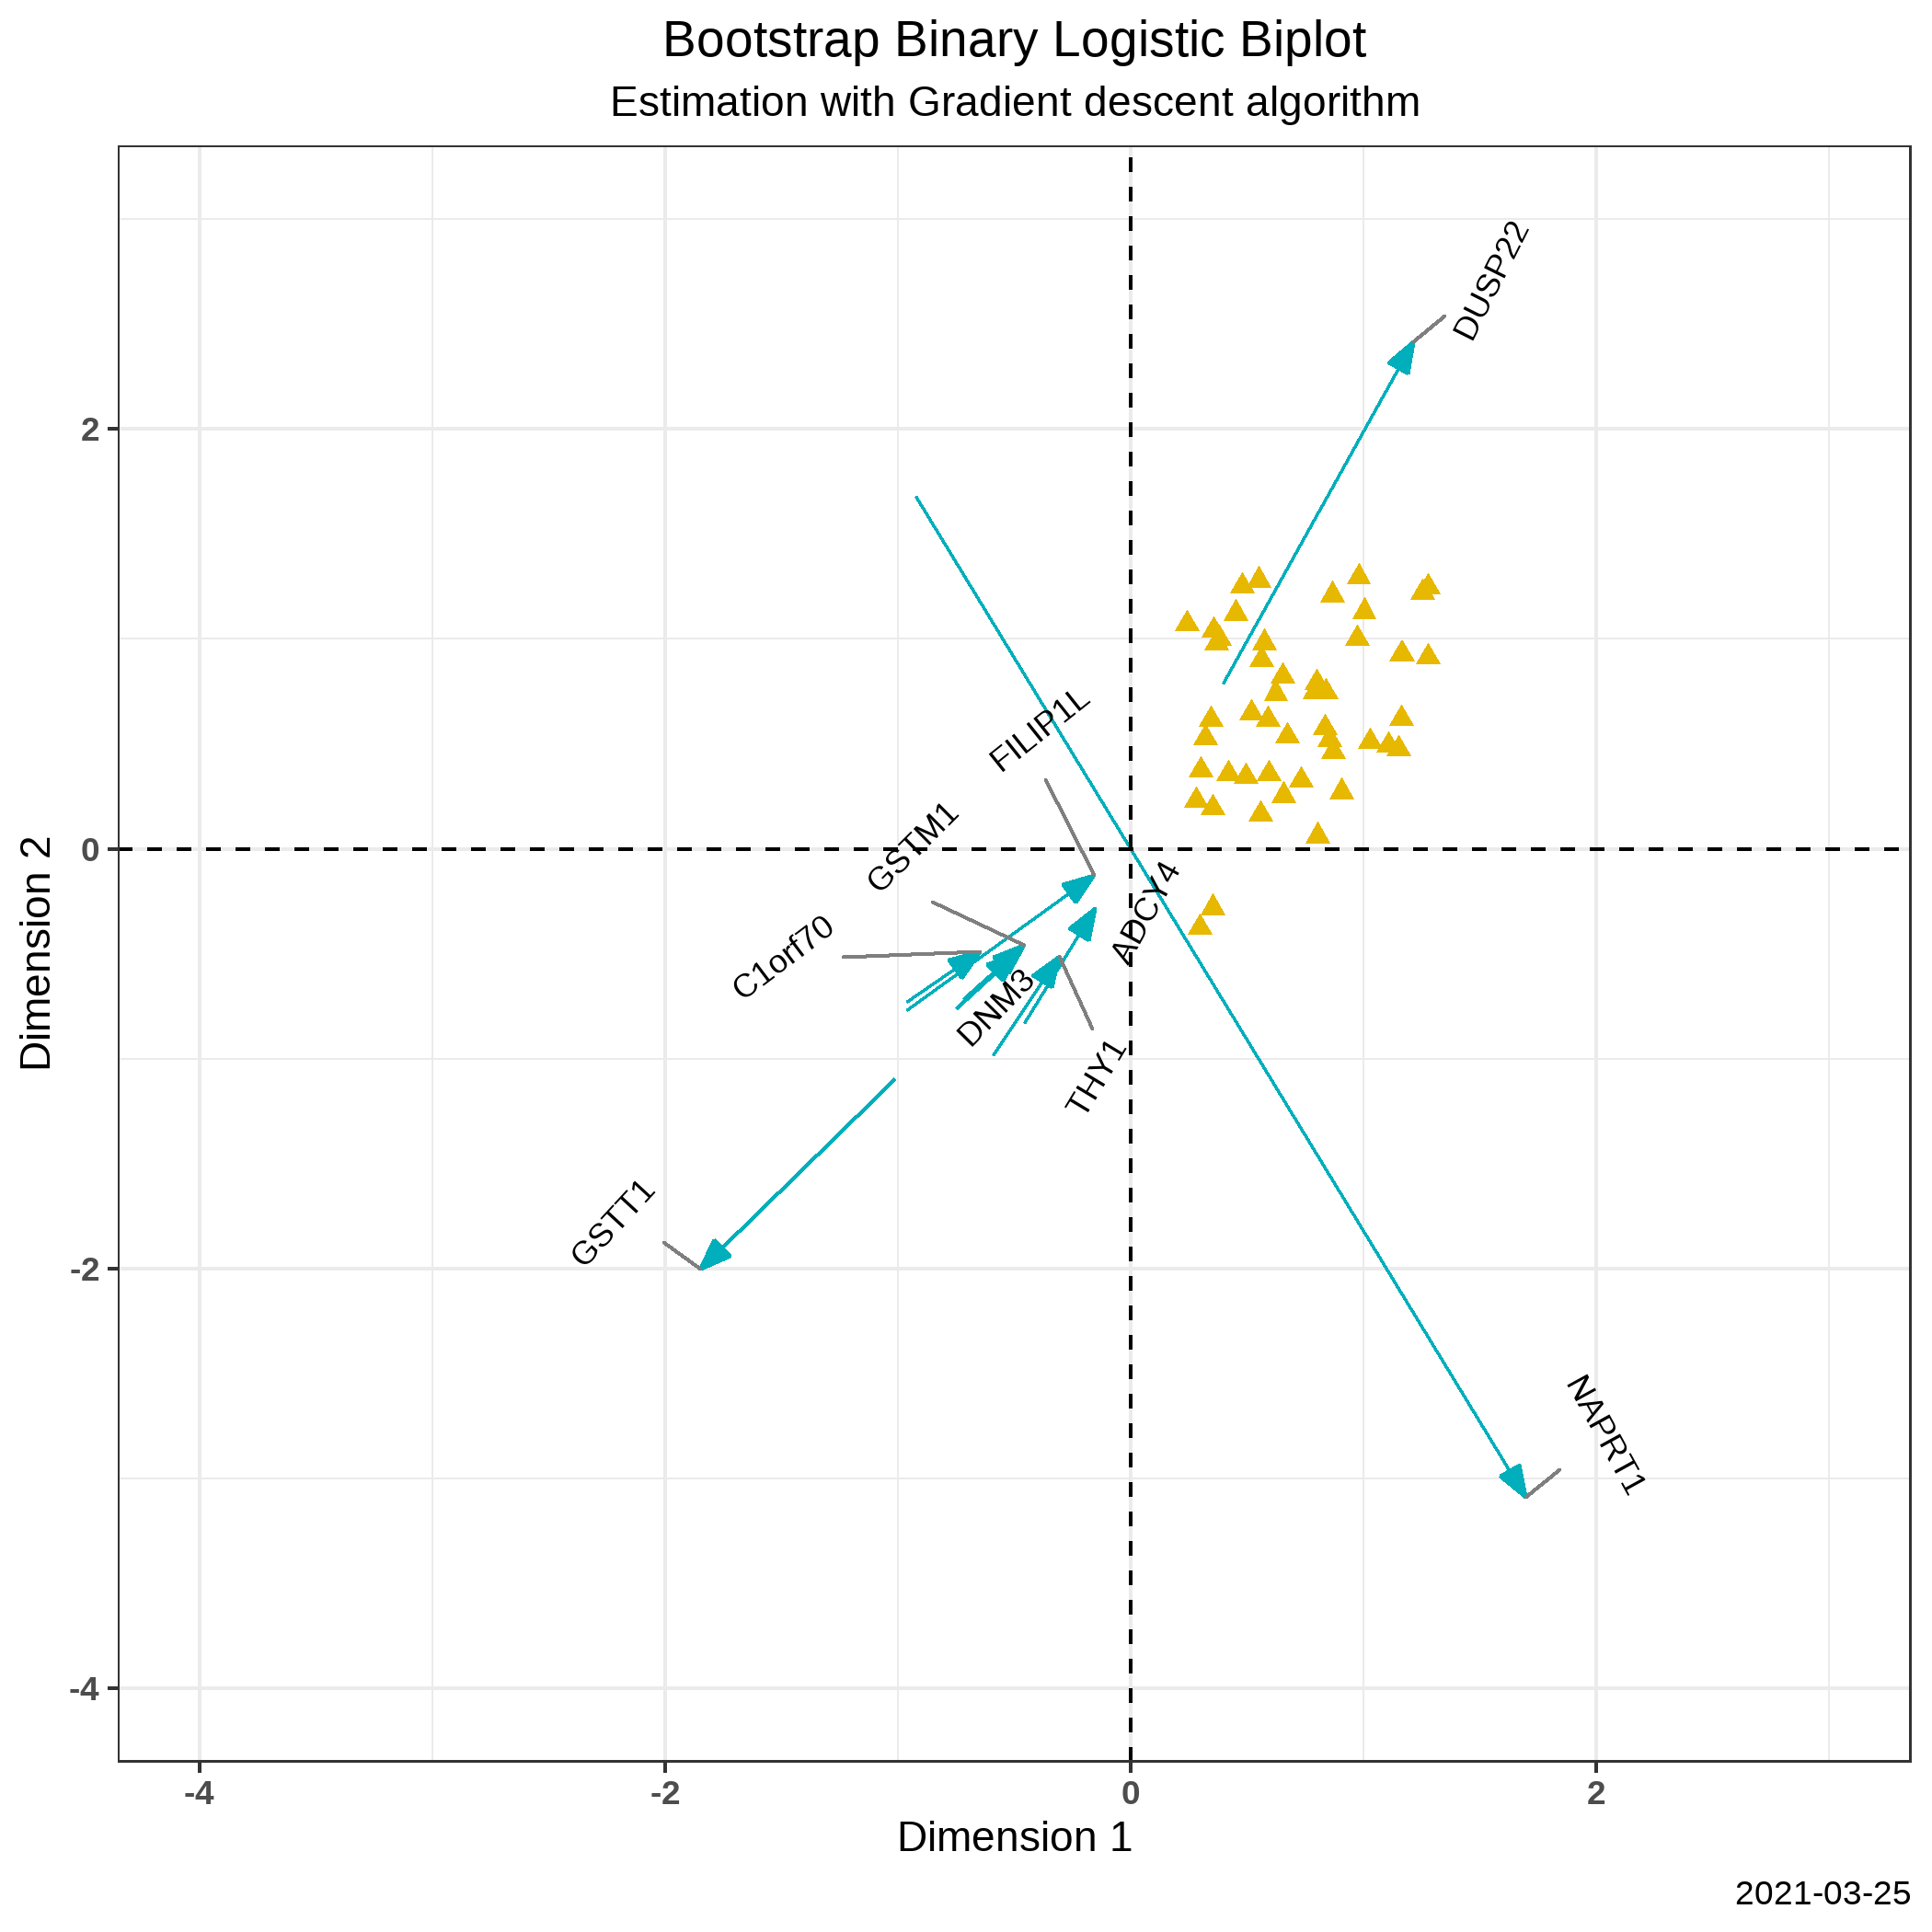 Bootstrap Binary Logistic Biplot
Estimation with Gradient descent algorithm
DUSP22
2
FILIP1L
GSTM1
0
ADCY4
C1orf70
DNM3
THY1
GSTT1
-2
NAPRT1
-4
Dimension 2
-4
-2
0
2
Dimension 1
2021-03-25